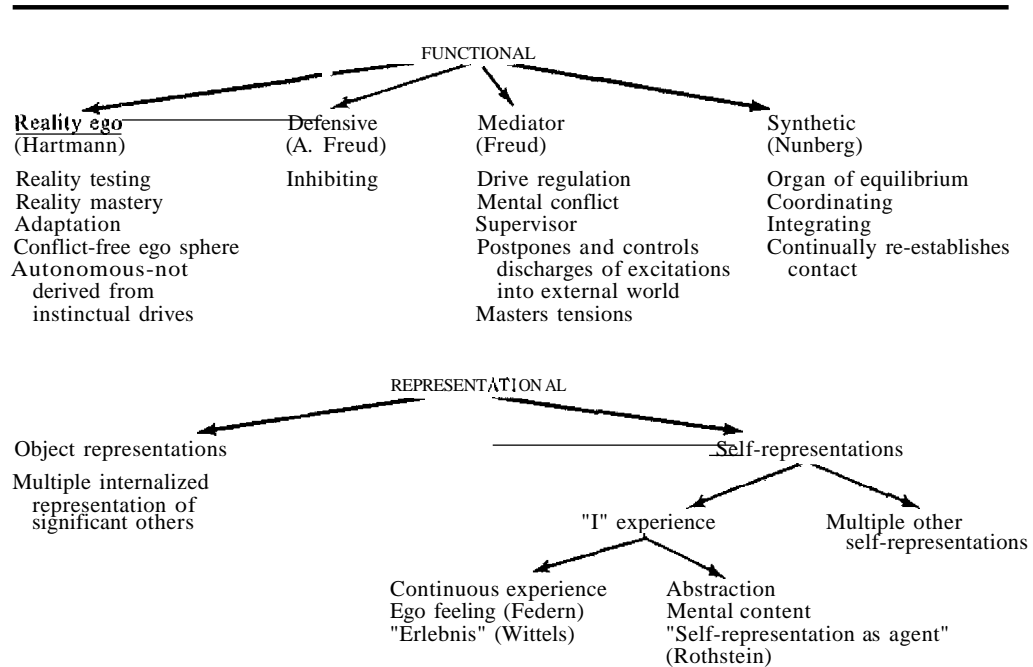 FUNCTIONAL
Reality ego
(Hartmann)
Reality testing
Reality mastery
Adaptation
Conflict-free ego sphere
Autonomous-not
derived from
instinctual drives
Defensive
(A. Freud)
Inhibiting
Mediator
(Freud)
Drive regulation
Mental conflict
Supervisor
Postpones and controls
discharges of excitations
into external world
Masters tensions
Synthetic
(Nunberg)
Organ of equilibrium
Coordinating
Integrating
Continually re-establishes
contact
REPRESENTATIONAL
Object representations
Multiple internalized
representation of
significant others
Self-representations
"I" experience
Multiple other
self-representations
Continuous experience
Ego feeling (Federn)
"Erlebnis" (Wittels)
Abstraction
Mental content
"Self-representation as agent"
(Rothstein)